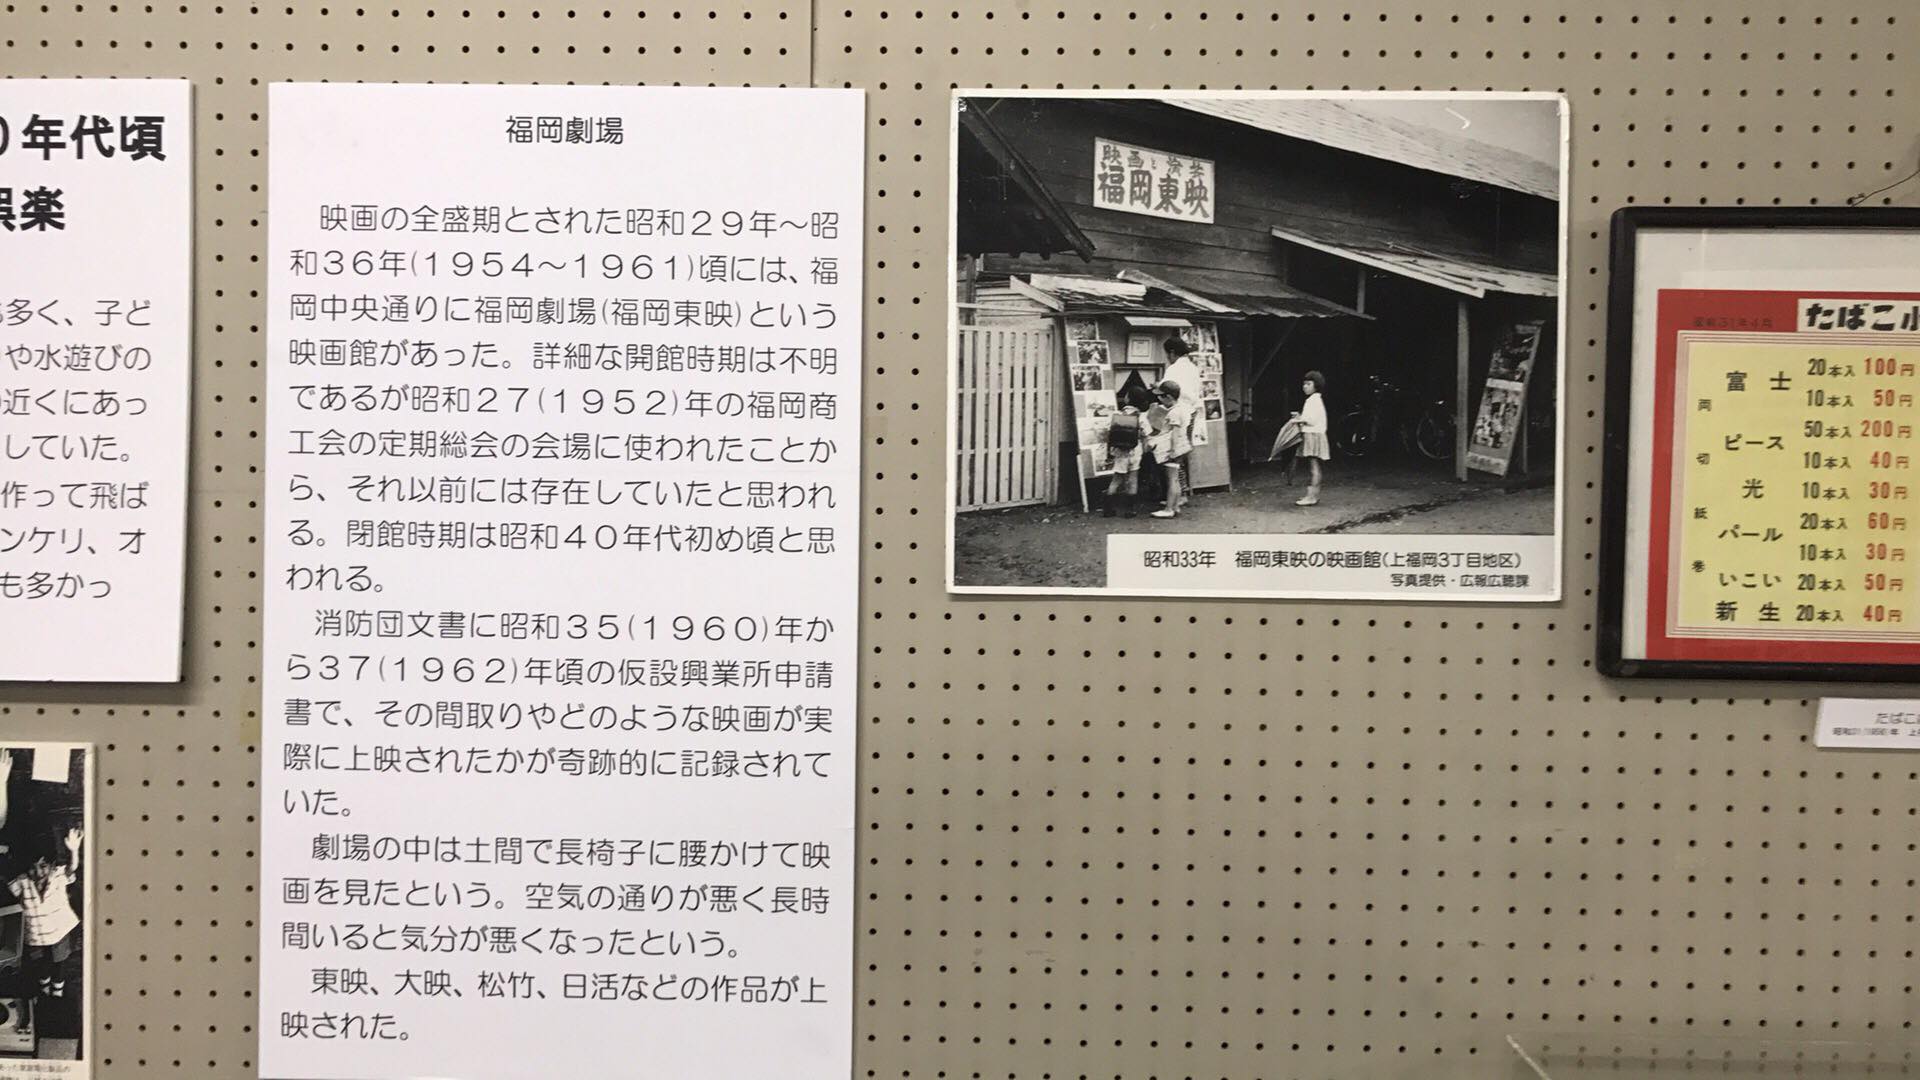 年代頃
娯楽
多く、子ど
や水遊びの
近くにあっ
していた。
作って飛ば
ンケリ、オ
も多かっ
福岡劇場
映画の全盛期とされた昭和２９年～昭
和３６年(１９５４～１９６１)頃には、福
岡中央通りに福岡劇場(福岡東映)という
映画館があった。詳細な開館時期は不明
であるが昭和２７(１９５２)年の福岡商
工会の定期総会の会場に使われたことか
ら、それ以前には存在していたと思われ
る。閉館時期は昭和４０年代初め頃と思
われる。
消防団文書に昭和３５(１９６０)年か
ら３７(１９６２)年頃の仮設興業所申請
書で、その間取りやどのような映画が実
際に上映されたかが奇跡的に記録されて
いた。
劇場の中は土間で長椅子に腰かけて映
画を見たという。空気の通りが悪く長時
間いると気分が悪くなったという。
東映、大映、松竹、日活などの作品が上
映された。
映画と演芸
福岡東映
昭和33年　福岡東映の映画館(上福岡3丁目地区)
写真提供・広報広聴課
昭和31年4月
たばこ小
両切
紙巻
富士 20本入 100円
10本入 50円
ピース 50本入 200円
10本入 40円
光 10本入 30円
パール 20本入 60円
10本入 30円
いこい 20本入 50円
新生 20本入 40円
たばこ